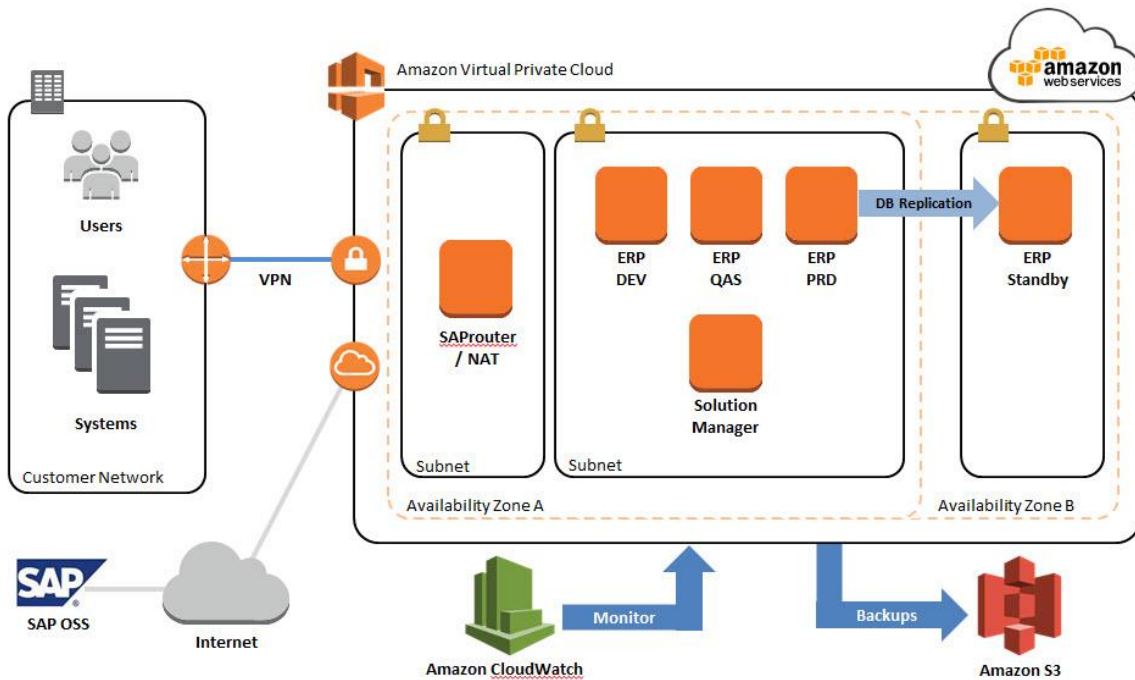 Amazon Virtual Private Cloud
amazon
webservices
Users
Systems
Customer Network
VPN
SAProuter
/ NAT
Subnet
ERP
DEV
ERP
QAS
ERP
PRD
Solution
Manager
Subnet
DB Replication
ERP
Standby
Availability Zone A
Availability Zone B
SAP
®
SAP OSS
Internet
Monitor
Amazon CloudWatch
Backups
Amazon S3